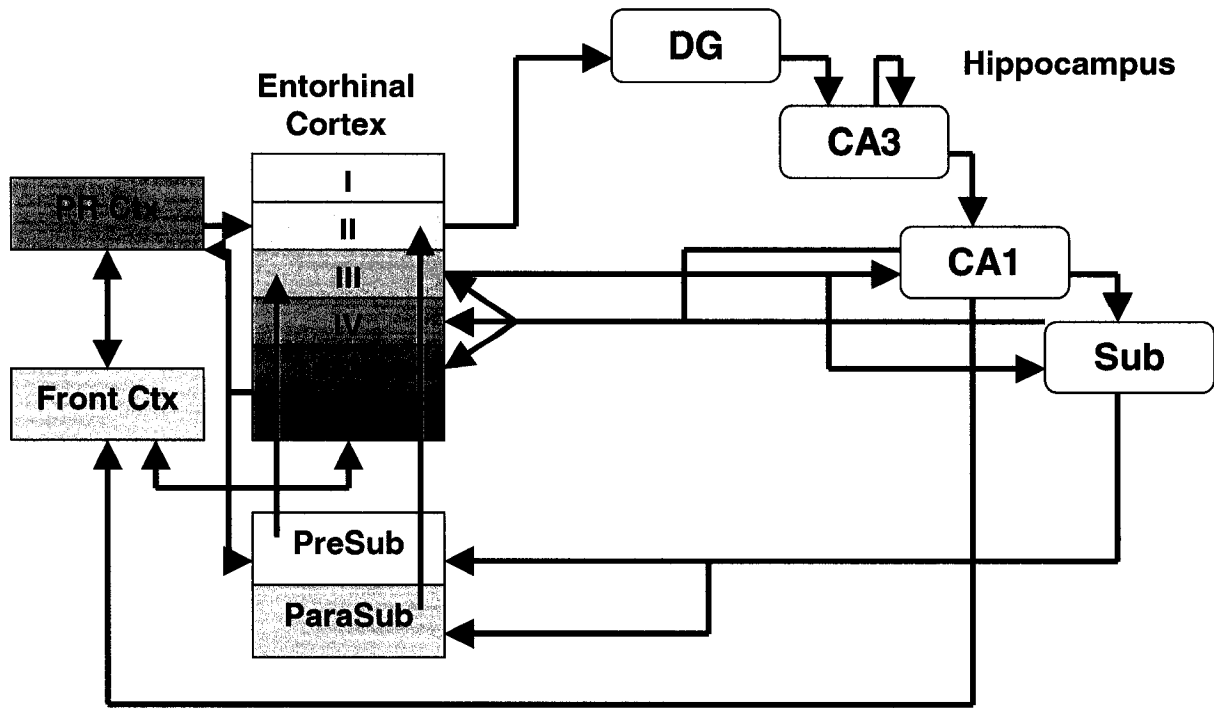 DG
Hippocampus
Entorhinal
Cortex
CA3
I
PR Ctx
II
CA1
III
IV
Sub
Front Ctx
PreSub
ParaSub